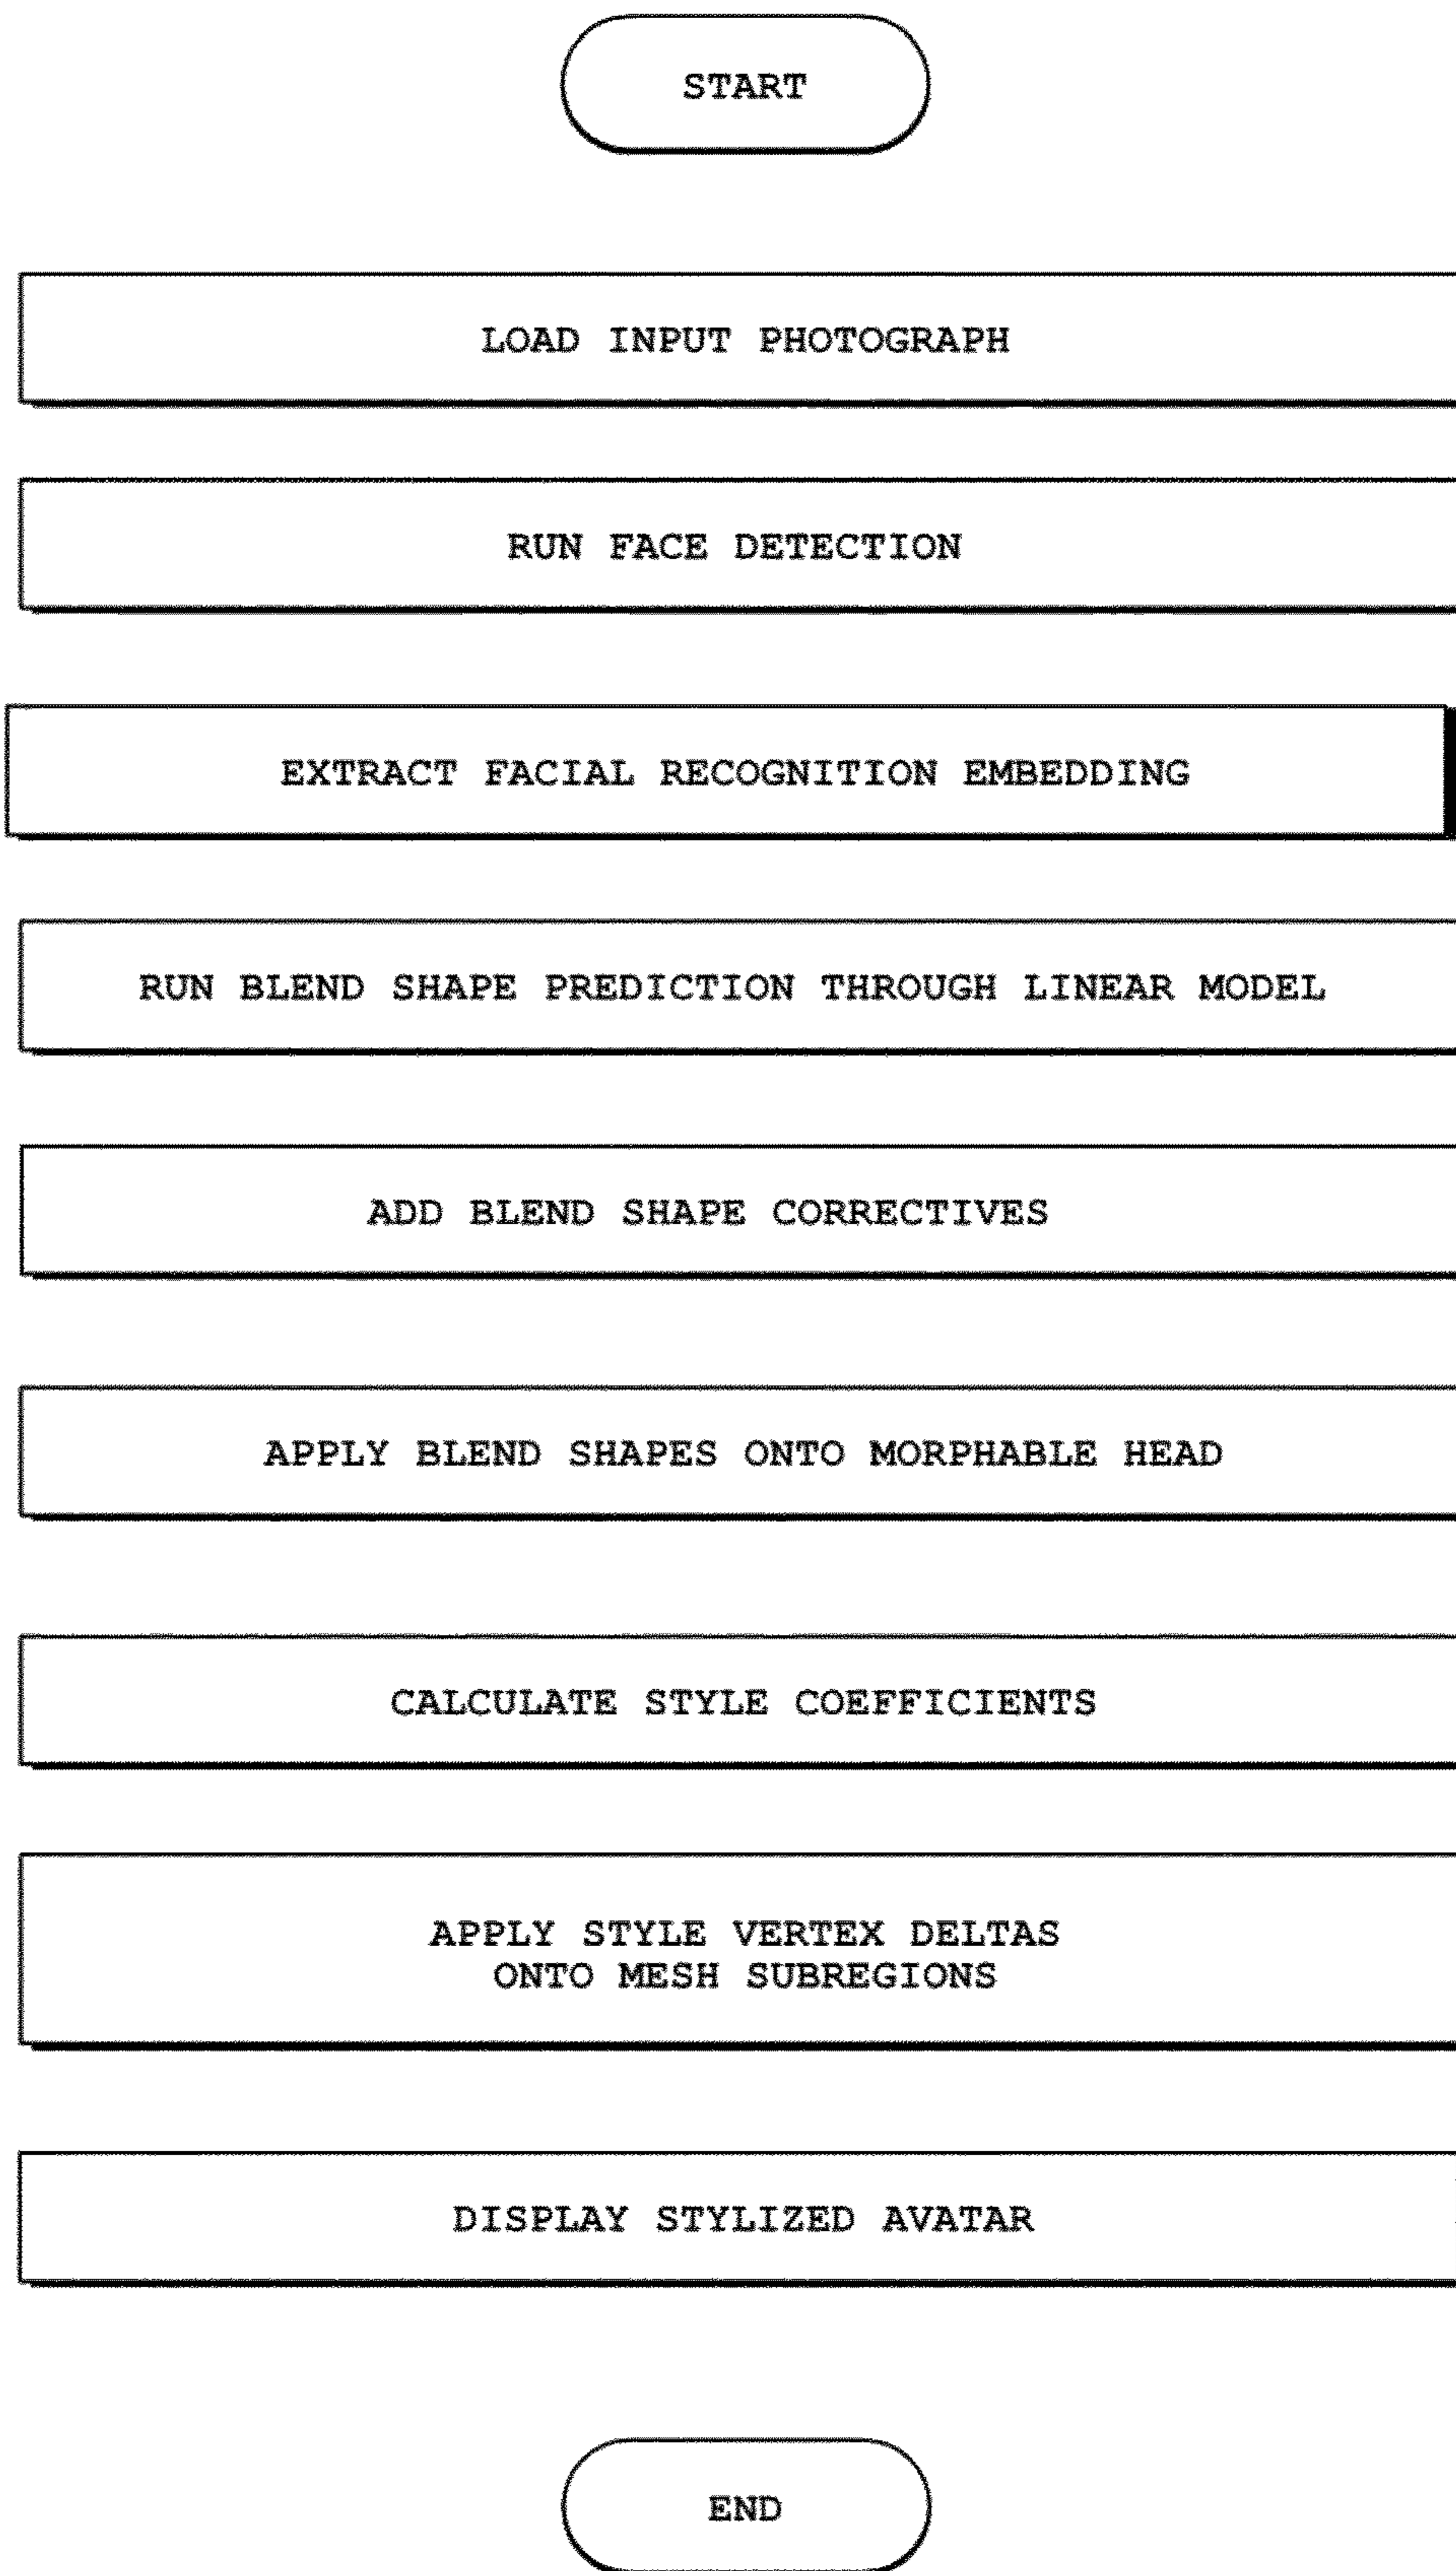 START
LOAD INPUT PHOTOGRAPH
RUN FACE DETECTION
EXTRACT FACIAL RECOGNITION EMBEDDING
RUN BLEND SHAPE PREDICTION THROUGH LINEAR MODEL
ADD BLEND SHAPE CORRECTIVES
APPLY BLEND SHAPES ONTO MORPHABLE HEAD
CALCULATE STYLE COEFFICIENTS
APPLY STYLE VERTEX DELTAS
ONTO MESH SUBREGIONS
DISPLAY STYLIZED AVATAR
END